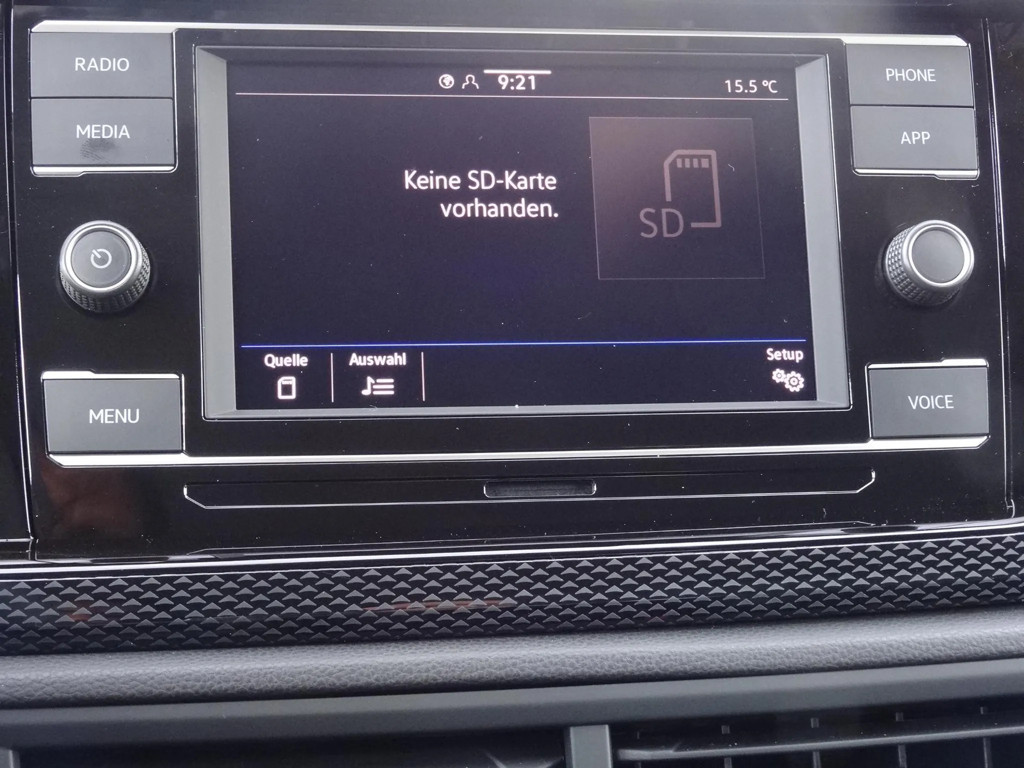 RADIO
MEDIA
9:21
15.5 °C
Keine SD-Karte
vorhanden.
SD
Quelle
Auswahl
Setup
PHONE
APP
MENU
VOICE